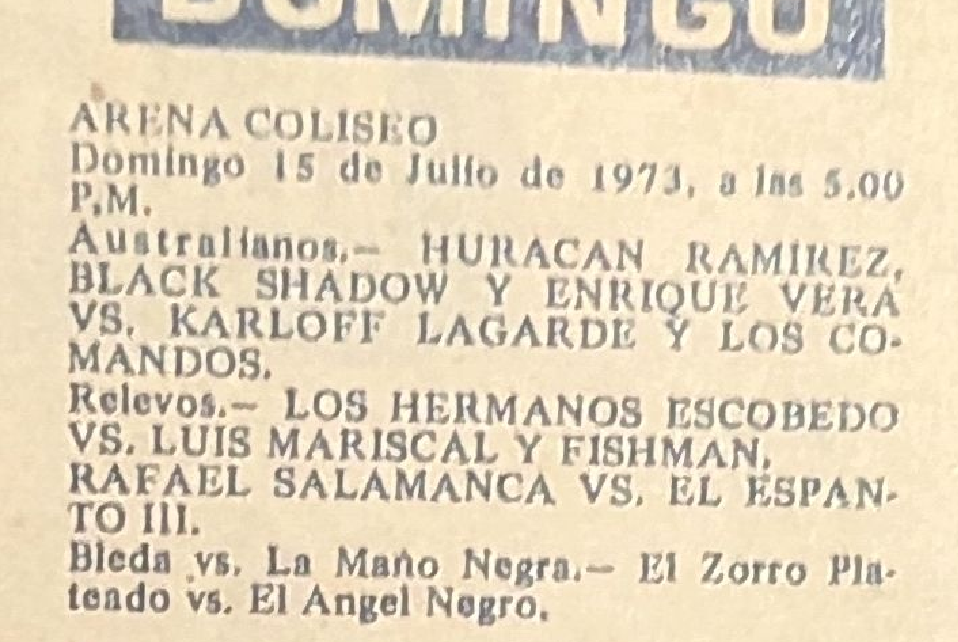 DOMINGO
ARENA COLISEO
Domingo 15 de Julio de 1973, a las 5.00
P.M.
Australianos.— HURACAN RAMIREZ,
BLACK SHADOW Y ENRIQUE VERA
VS. KARLOFF LAGARDE Y LOS CO-
MANDOS.
Relevos.— LOS HERMANOS ESCOBEDO
VS. LUIS MARISCAL Y FISHMAN.
RAFAEL SALAMANCA VS. EL ESPAN-
TO III.
Bleda vs. La Mano Negra.— El Zorro Pla-
teado vs. El Angel Negro.